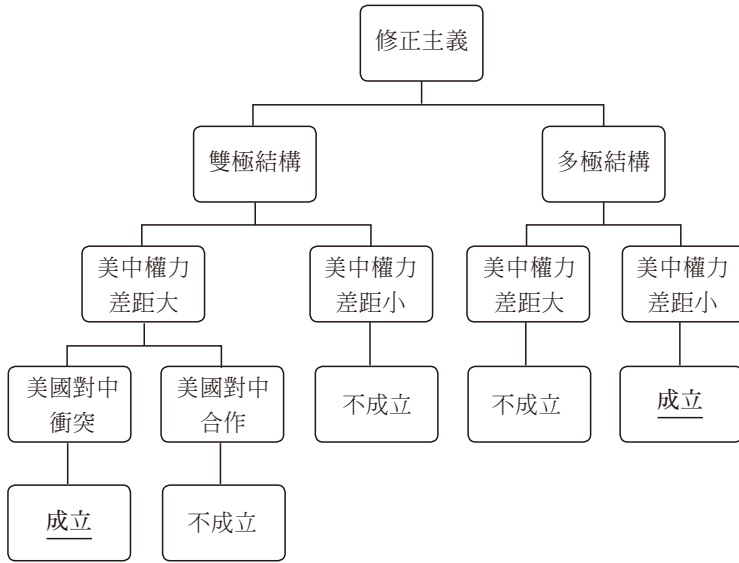 修正主義
雙極結構
多極結構
美中權力
差距大
美中權力
差距小
美中權力
差距大
美中權力
差距小
美國對中
衝突
美國對中
合作
不成立
不成立
成立
成立
不成立